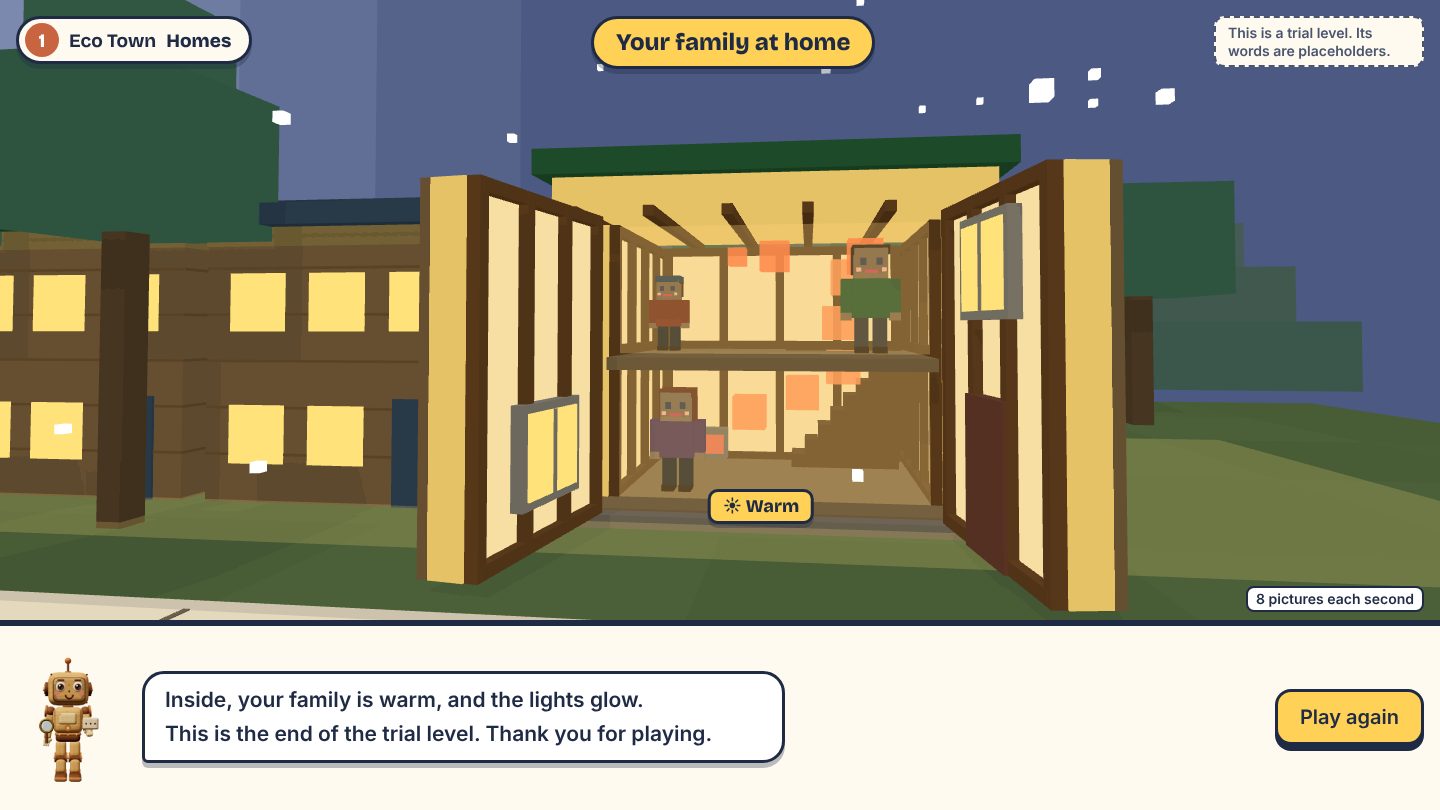 1 Eco Town Homes
Your family at home
This is a trial level. Its
words are placeholders.
Warm
8 pictures each second
Inside, your family is warm, and the lights glow.
This is the end of the trial level. Thank you for playing.
Play again